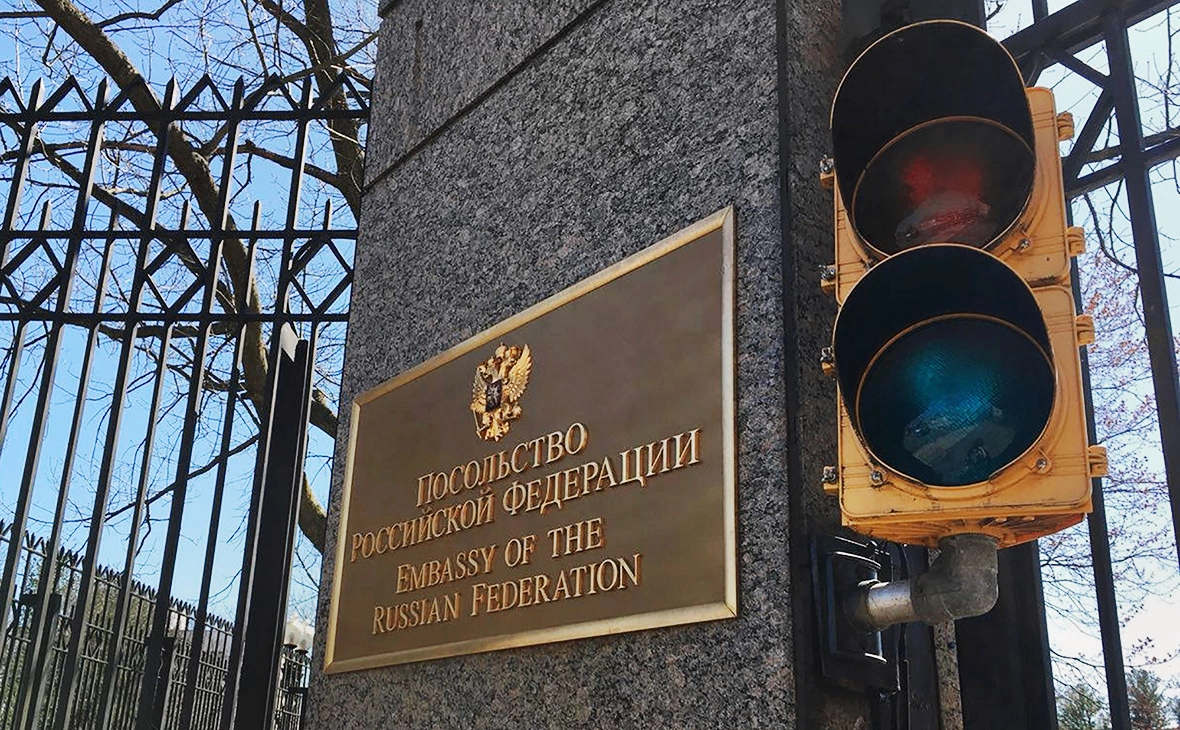 ПОСОЛЬСТВО
РОССИЙСКОЙ ФЕДЕРАЦИИ
EMBASSY OF THE
RUSSIAN FEDERATION